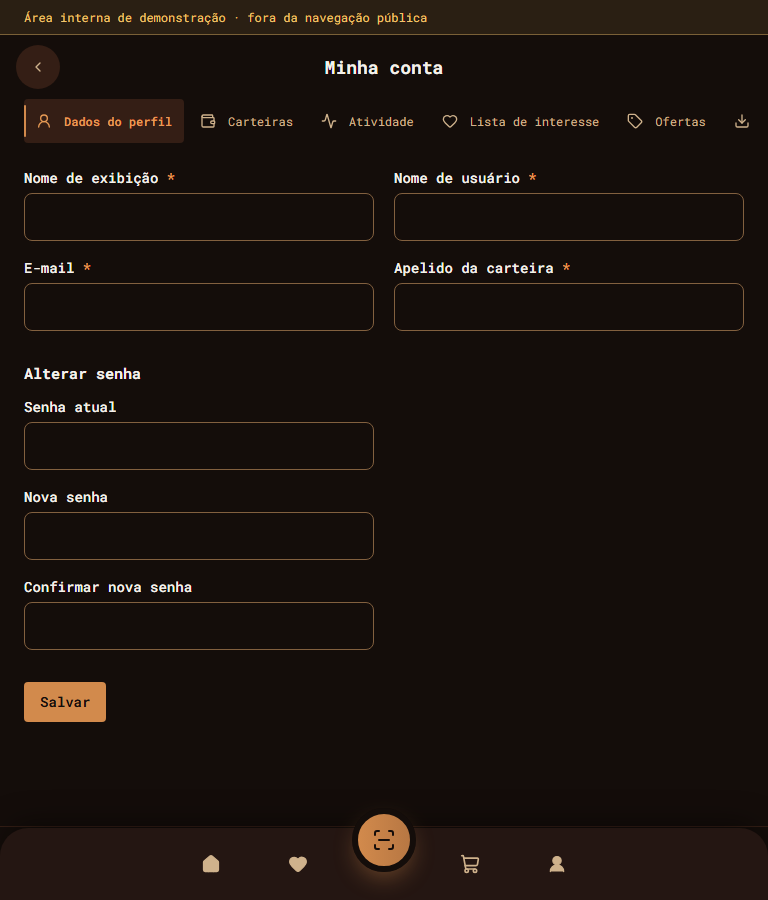 Área interna de demonstração · fora da navegação pública
Minha conta
Dados do perfil Carteiras Atividade Lista de interesse Ofertas
Nome de exibição * Nome de usuário *
E-mail * Apelido da carteira *
Alterar senha
Senha atual
Nova senha
Confirmar nova senha
Salvar